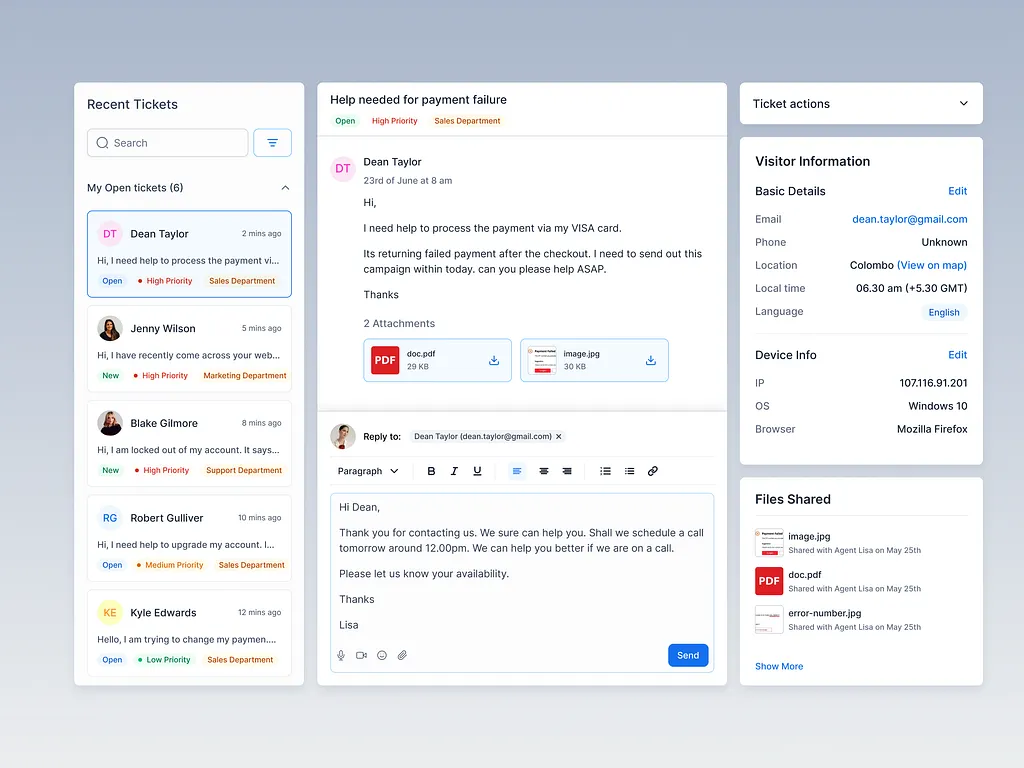 Recent Tickets
Search
My Open tickets (6)
DT
Dean Taylor
2 mins ago
Hi, I need help to process the payment vi...
Open
High Priority
Sales Department
Jenny Wilson
5 mins ago
Hi, I have recently come across your web...
New
High Priority
Marketing Department
Blake Gilmore
8 mins ago
Hi, I am locked out of my account. It says...
New
High Priority
Support Department
RG
Robert Gulliver
10 mins ago
Hi, I need help to upgrade my account. I...
Open
Medium Priority
Sales Department
KE
Kyle Edwards
12 mins ago
Hello, I am trying to change my paymen....
Open
Low Priority
Sales Department
Help needed for payment failure
Open
High Priority
Sales Department
DT
Dean Taylor
23rd of June at 8 am
Hi,
I need help to process the payment via my VISA card.
Its returning failed payment after the checkout. I need to send out this
campaign within today. can you please help ASAP.
Thanks
2 Attachments
PDF
doc.pdf
29 KB
Payment Failed
image.jpg
30 KB
Reply to:
Dean Taylor (dean.taylor@gmail.com)
Paragraph
B
I
U
Hi Dean,
Thank you for contacting us. We sure can help you. Shall we schedule a call
tomorrow around 12.00pm. We can help you better if we are on a call.
Please let us know your availability.
Thanks
Lisa
Send
Ticket actions
Visitor Information
Basic Details
Edit
Email
dean.taylor@gmail.com
Phone
Unknown
Location
Colombo (View on map)
Local time
06.30 am (+5.30 GMT)
Language
English
Device Info
Edit
IP
107.116.91.201
OS
Windows 10
Browser
Mozilla Firefox
Files Shared
Payment Failed
image.jpg
Shared with Agent Lisa on May 25th
PDF
doc.pdf
Shared with Agent Lisa on May 25th
error-number.jpg
Shared with Agent Lisa on May 25th
Show More